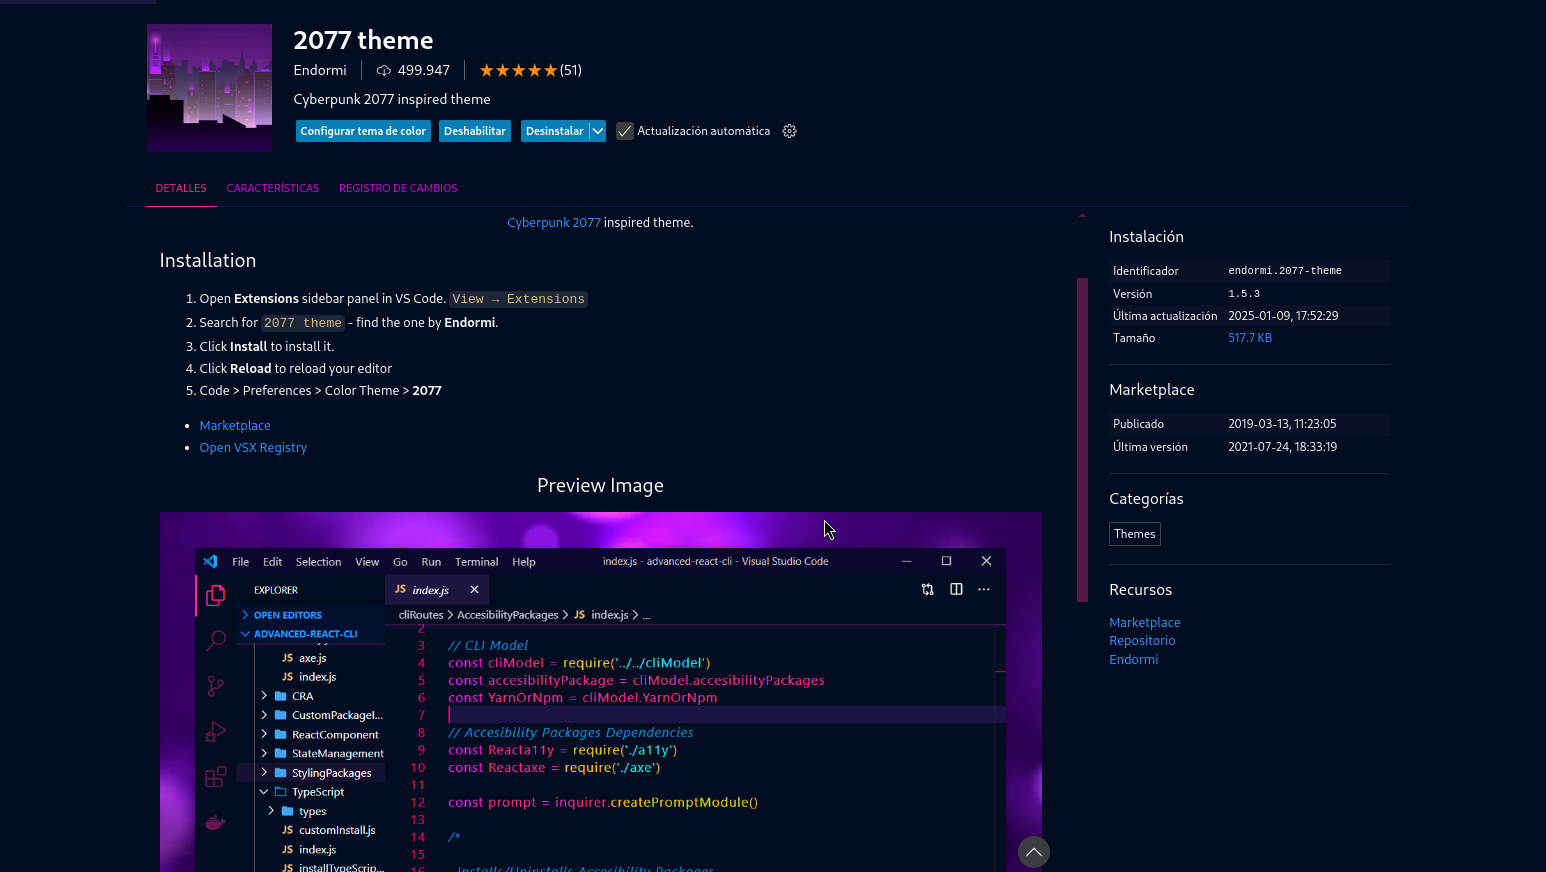 2077 theme
Endormi 499.947 (51)
Cyberpunk 2077 inspired theme
Configurar tema de color Deshabilitar Desinstalar Actualización automática
DETALLES CARACTERÍSTICAS REGISTRO DE CAMBIOS
Cyberpunk 2077 inspired theme.
Installation
1. Open Extensions sidebar panel in VS Code. View → Extensions
2. Search for 2077 theme - find the one by Endormi.
3. Click Install to install it.
4. Click Reload to reload your editor
5. Code > Preferences > Color Theme > 2077
• Marketplace
• Open VSX Registry
Preview Image
File Edit Selection View Go Run Terminal Help index.js - advanced-react-cli - Visual Studio Code
EXPLORER
OPEN EDITORS
ADVANCED-REACT-CLI
axe.js
index.js
CRA
CustomPackageI...
ReactComponent
StateManagement
StylingPackages
TypeScript
types
customInstall.js
index.js
installTypeScrip...
JS index.js
cliRoutes > AccesibilityPackages > JS index.js > ...
2
3 // CLI Model
4 const cliModel = require('../../cliModel')
5 const accesibilityPackage = cliModel.accesibilityPackages
6 const YarnOrNpm = cliModel.YarnOrNpm
7
8 // Accesibility Packages Dependencies
9 const Reacta11y = require('./a11y')
10 const Reactaxe = require('./axe')
11
12 const prompt = inquirer.createPromptModule()
13
14 /*
15
16 Installs/Uninstalls Accesibility Packages
Instalación
Identificador endormi.2077-theme
Versión 1.5.3
Última actualización 2025-01-09, 17:52:29
Tamaño 517.7 KB
Marketplace
Publicado 2019-03-13, 11:23:05
Última versión 2021-07-24, 18:33:19
Categorías
Themes
Recursos
Marketplace
Repositorio
Endormi